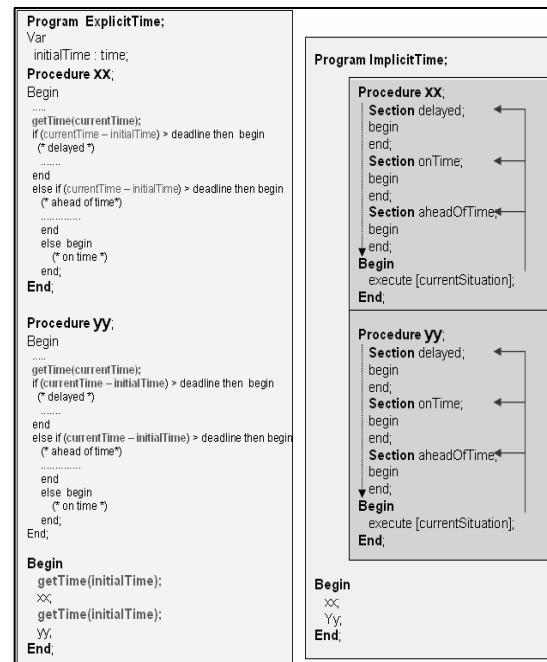 Program ExplicitTime;
Var
initialTime : time;
Procedure xx;
Begin
.....
getTime(currentTime);
if (currentTime – initialTime) > deadline then begin
(* delayed *)
.......
end
else if (currentTime – initialTime) > deadline then begin
(* ahead of time*)
..............
end
else begin
(* on time *)
end;
End;
Procedure yy;
Begin
.....
getTime(currentTime);
if (currentTime – initialTime) > deadline then begin
(* delayed *)
.......
end
else if (currentTime – initialTime) > deadline then begin
(* ahead of time*)
..............
end
else begin
(* on time *)
end;
End;
Begin
getTime(initialTime);
xx;
getTime(initialTime);
yy;
End;
Program ImplicitTime;
Procedure xx;
Section delayed;
begin
end;
Section onTime;
begin
end;
Section aheadOfTime;
begin
end;
Begin
execute [currentSituation];
End;
Procedure yy;
Section delayed;
begin
end;
Section onTime;
begin
end;
Section aheadOfTime;
begin
end;
Begin
execute [currentSituation];
End;
Begin
xx;
Yy;
End;